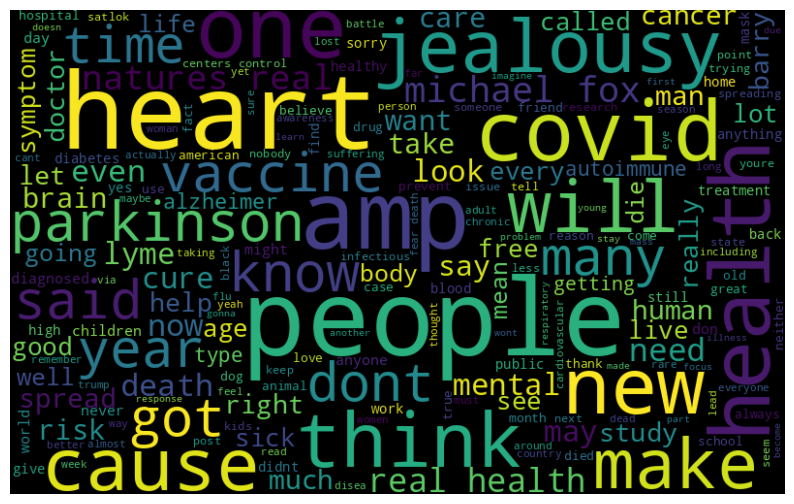 hospital
satlok
doesn
battle
lost
sorry
care
called
cancer
mask
due
day
time
life
one
jealousy
barry
centers control
yet
healthy
far
imagine
first
point
trying
spreading
symptom
doctor
natures real
michael fox
man
home
heart
covid
sure
believe
person
someone
friend
research
season
woman
fact
awareness
find
drug
want
lot
cant
actually
learn
american
nobody
suffering
take
eye
anything
let
even
diabetes
vaccine
look
every
autoimmune
long
youre
yes
use
prevent
issue
tell
really
treatment
brain
maybe
alzheimer
amp
adult
chronic
young
will
die
health
parkinson
problem
reason
stay
come
back
going
lyme
taking
know
fear death
free
many
mass
state
including
diagnosed
via
black
might
infectious
body
say
less
getting
old
great
said
cure
flu
case
blood
mean
respiratory
human
still
don
neither
help
yeah
gonna
people
new
high
children
now
age
another
thought
wont
cardiovascular
live
illness
good
year
remember
trump
type
love
anyone
public
thank
made
rare
focus
everyone
well
death
dog
feel
keep
animal
dont
mental
need
spread
response
kids
right
work
true
see
may
study
lead
always
world
never
way
got
sick
women
must
month
next
dead
part
risk
post
didnt
think
around
country
died
school
seem
become
better
almost
give
week
cause
much
read
disea
real health
make